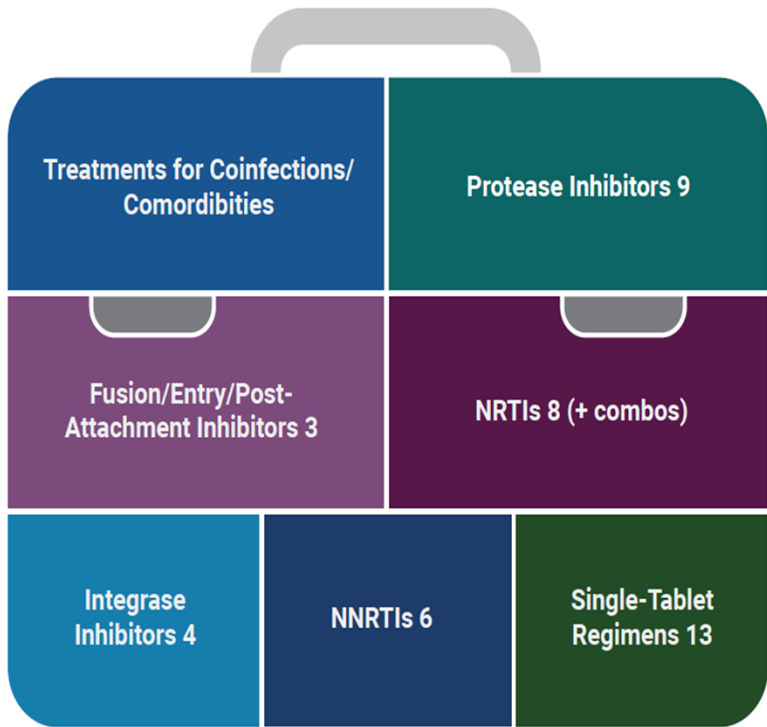 Treatments for Coinfections/
Comordibities
Protease Inhibitors 9
Fusion/Entry/Post-
Attachment Inhibitors 3
NRTIs 8 (+ combos)
Integrase
Inhibitors 4
NNRTIs 6
Single-Tablet
Regimens 13